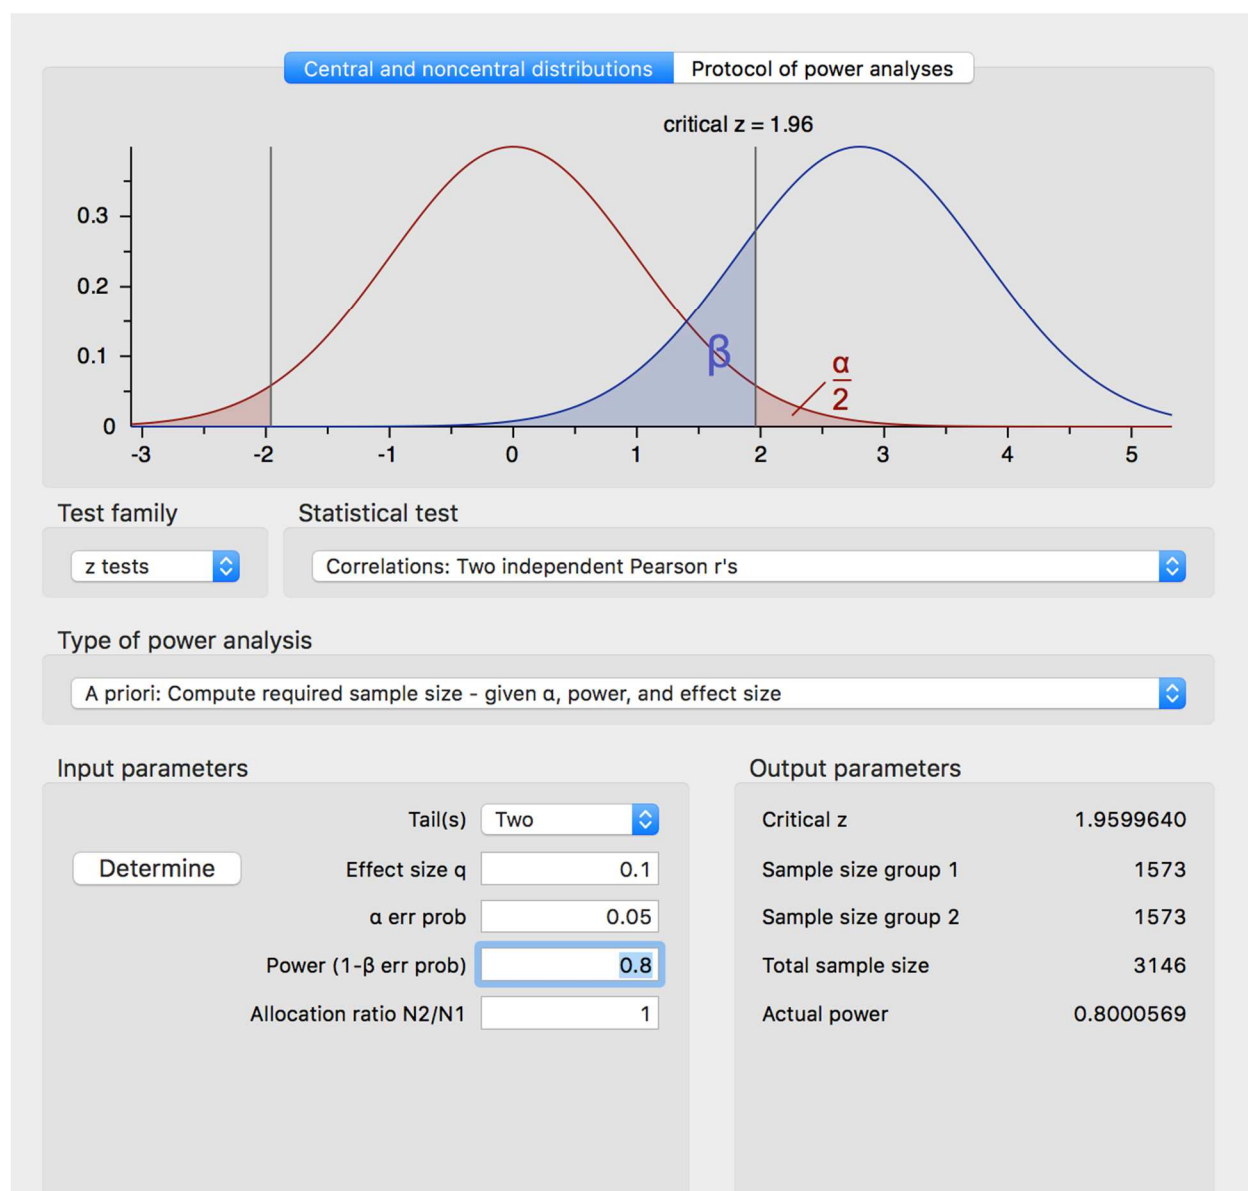 Central and noncentral distributions Protocol of power analyses
critical z = 1.96
0.3
0.2
0.1
0
β
α
2
-3 -2 -1 0 1 2 3 4 5
Test family Statistical test
z tests Correlations: Two independent Pearson r's
Type of power analysis
A priori: Compute required sample size - given α, power, and effect size
Input parameters Output parameters
Tail(s) Two Critical z 1.9599640
Determine Effect size q 0.1 Sample size group 1 1573
α err prob 0.05 Sample size group 2 1573
Power (1-β err prob) 0.8 Total sample size 3146
Allocation ratio N2/N1 1 Actual power 0.8000569